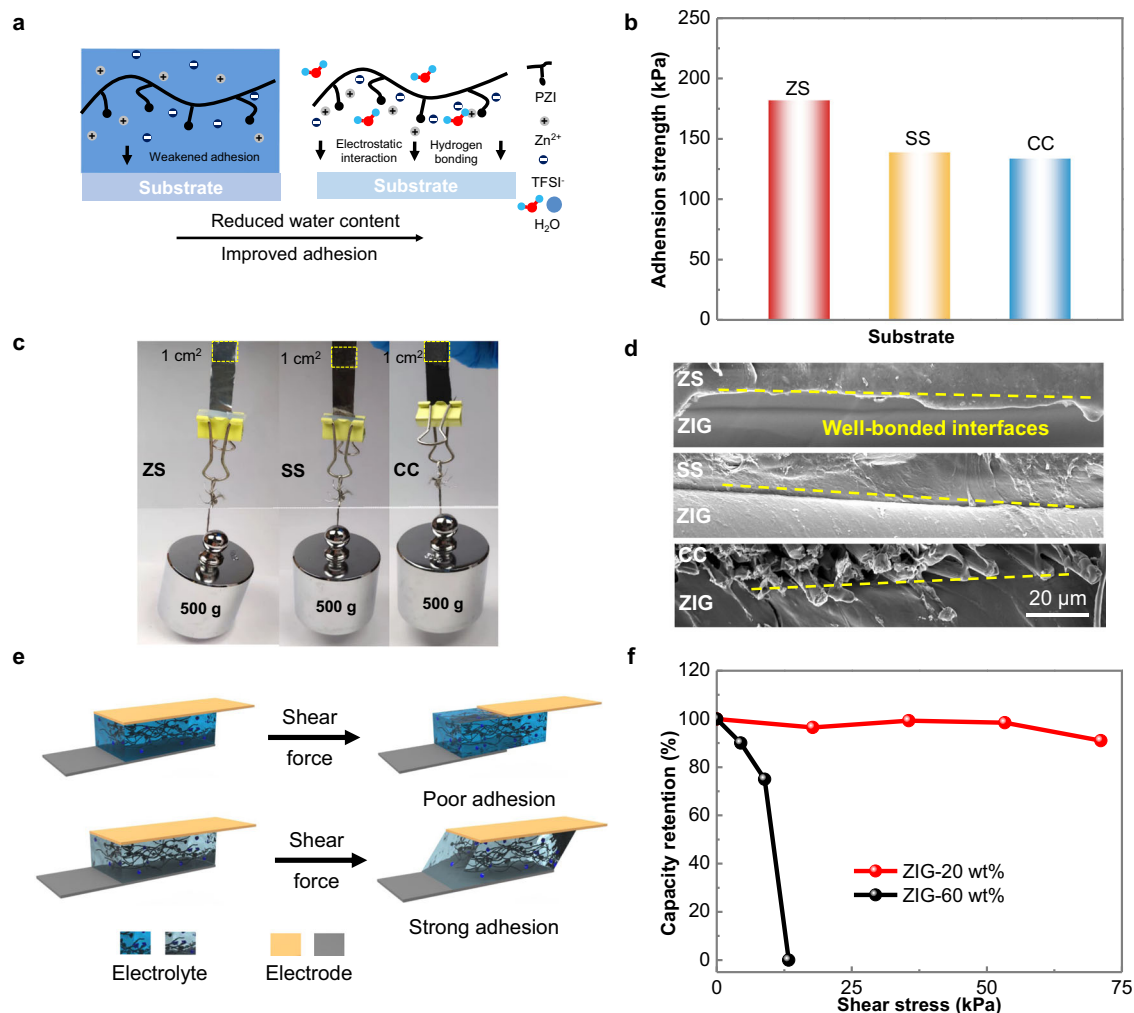 a
Weakened adhesion
Substrate
Electrostatic
interaction
Hydrogen
bonding
Substrate
Reduced water content
Improved adhesion
PZI
Zn²⁺
TFSI⁻
H₂O
b
Adhension strength (kPa)
250
200
150
100
50
0
ZS
SS
CC
Substrate
c
1 cm²
1 cm²
1 cm²
ZS
SS
CC
500 g
500 g
500 g
d
ZS
ZIG
Well-bonded interfaces
SS
ZIG
CC
ZIG
20 µm
e
Shear
force
Poor adhesion
Shear
force
Strong adhesion
Electrolyte
Electrode
f
Capacity retention (%)
120
100
80
60
40
20
0
ZIG-20 wt%
ZIG-60 wt%
0
25
50
75
Shear stress (kPa)